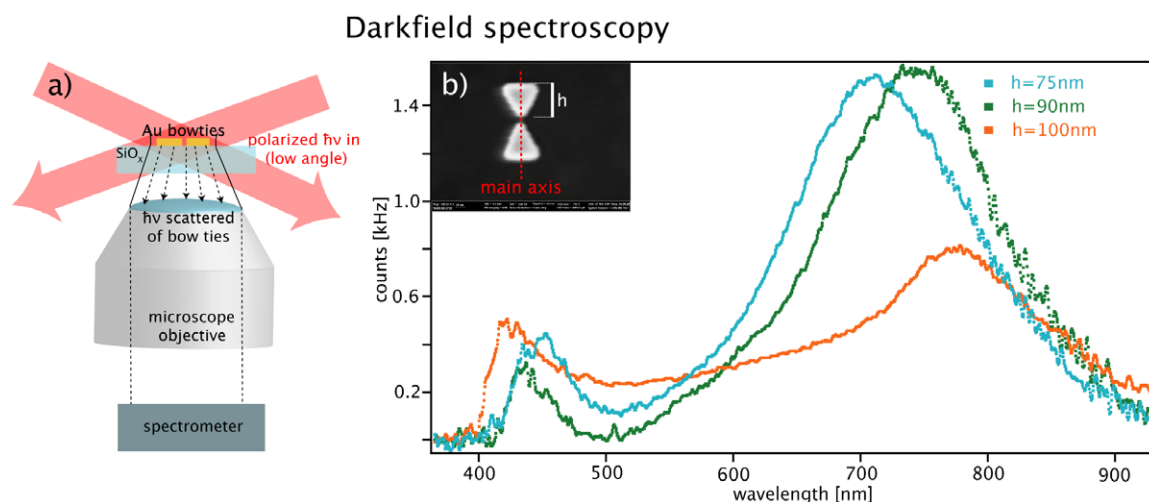 Darkfield spectroscopy
a)
Au bowties
polarized ħν in
(low angle)
SiOₓ
ħν scattered
of bow ties
microscope
objective
spectrometer
b)
h
main axis
h=75nm
h=90nm
h=100nm
counts [kHz]
1.4
1.0
0.6
0.2
400
500
600
700
800
900
wavelength [nm]